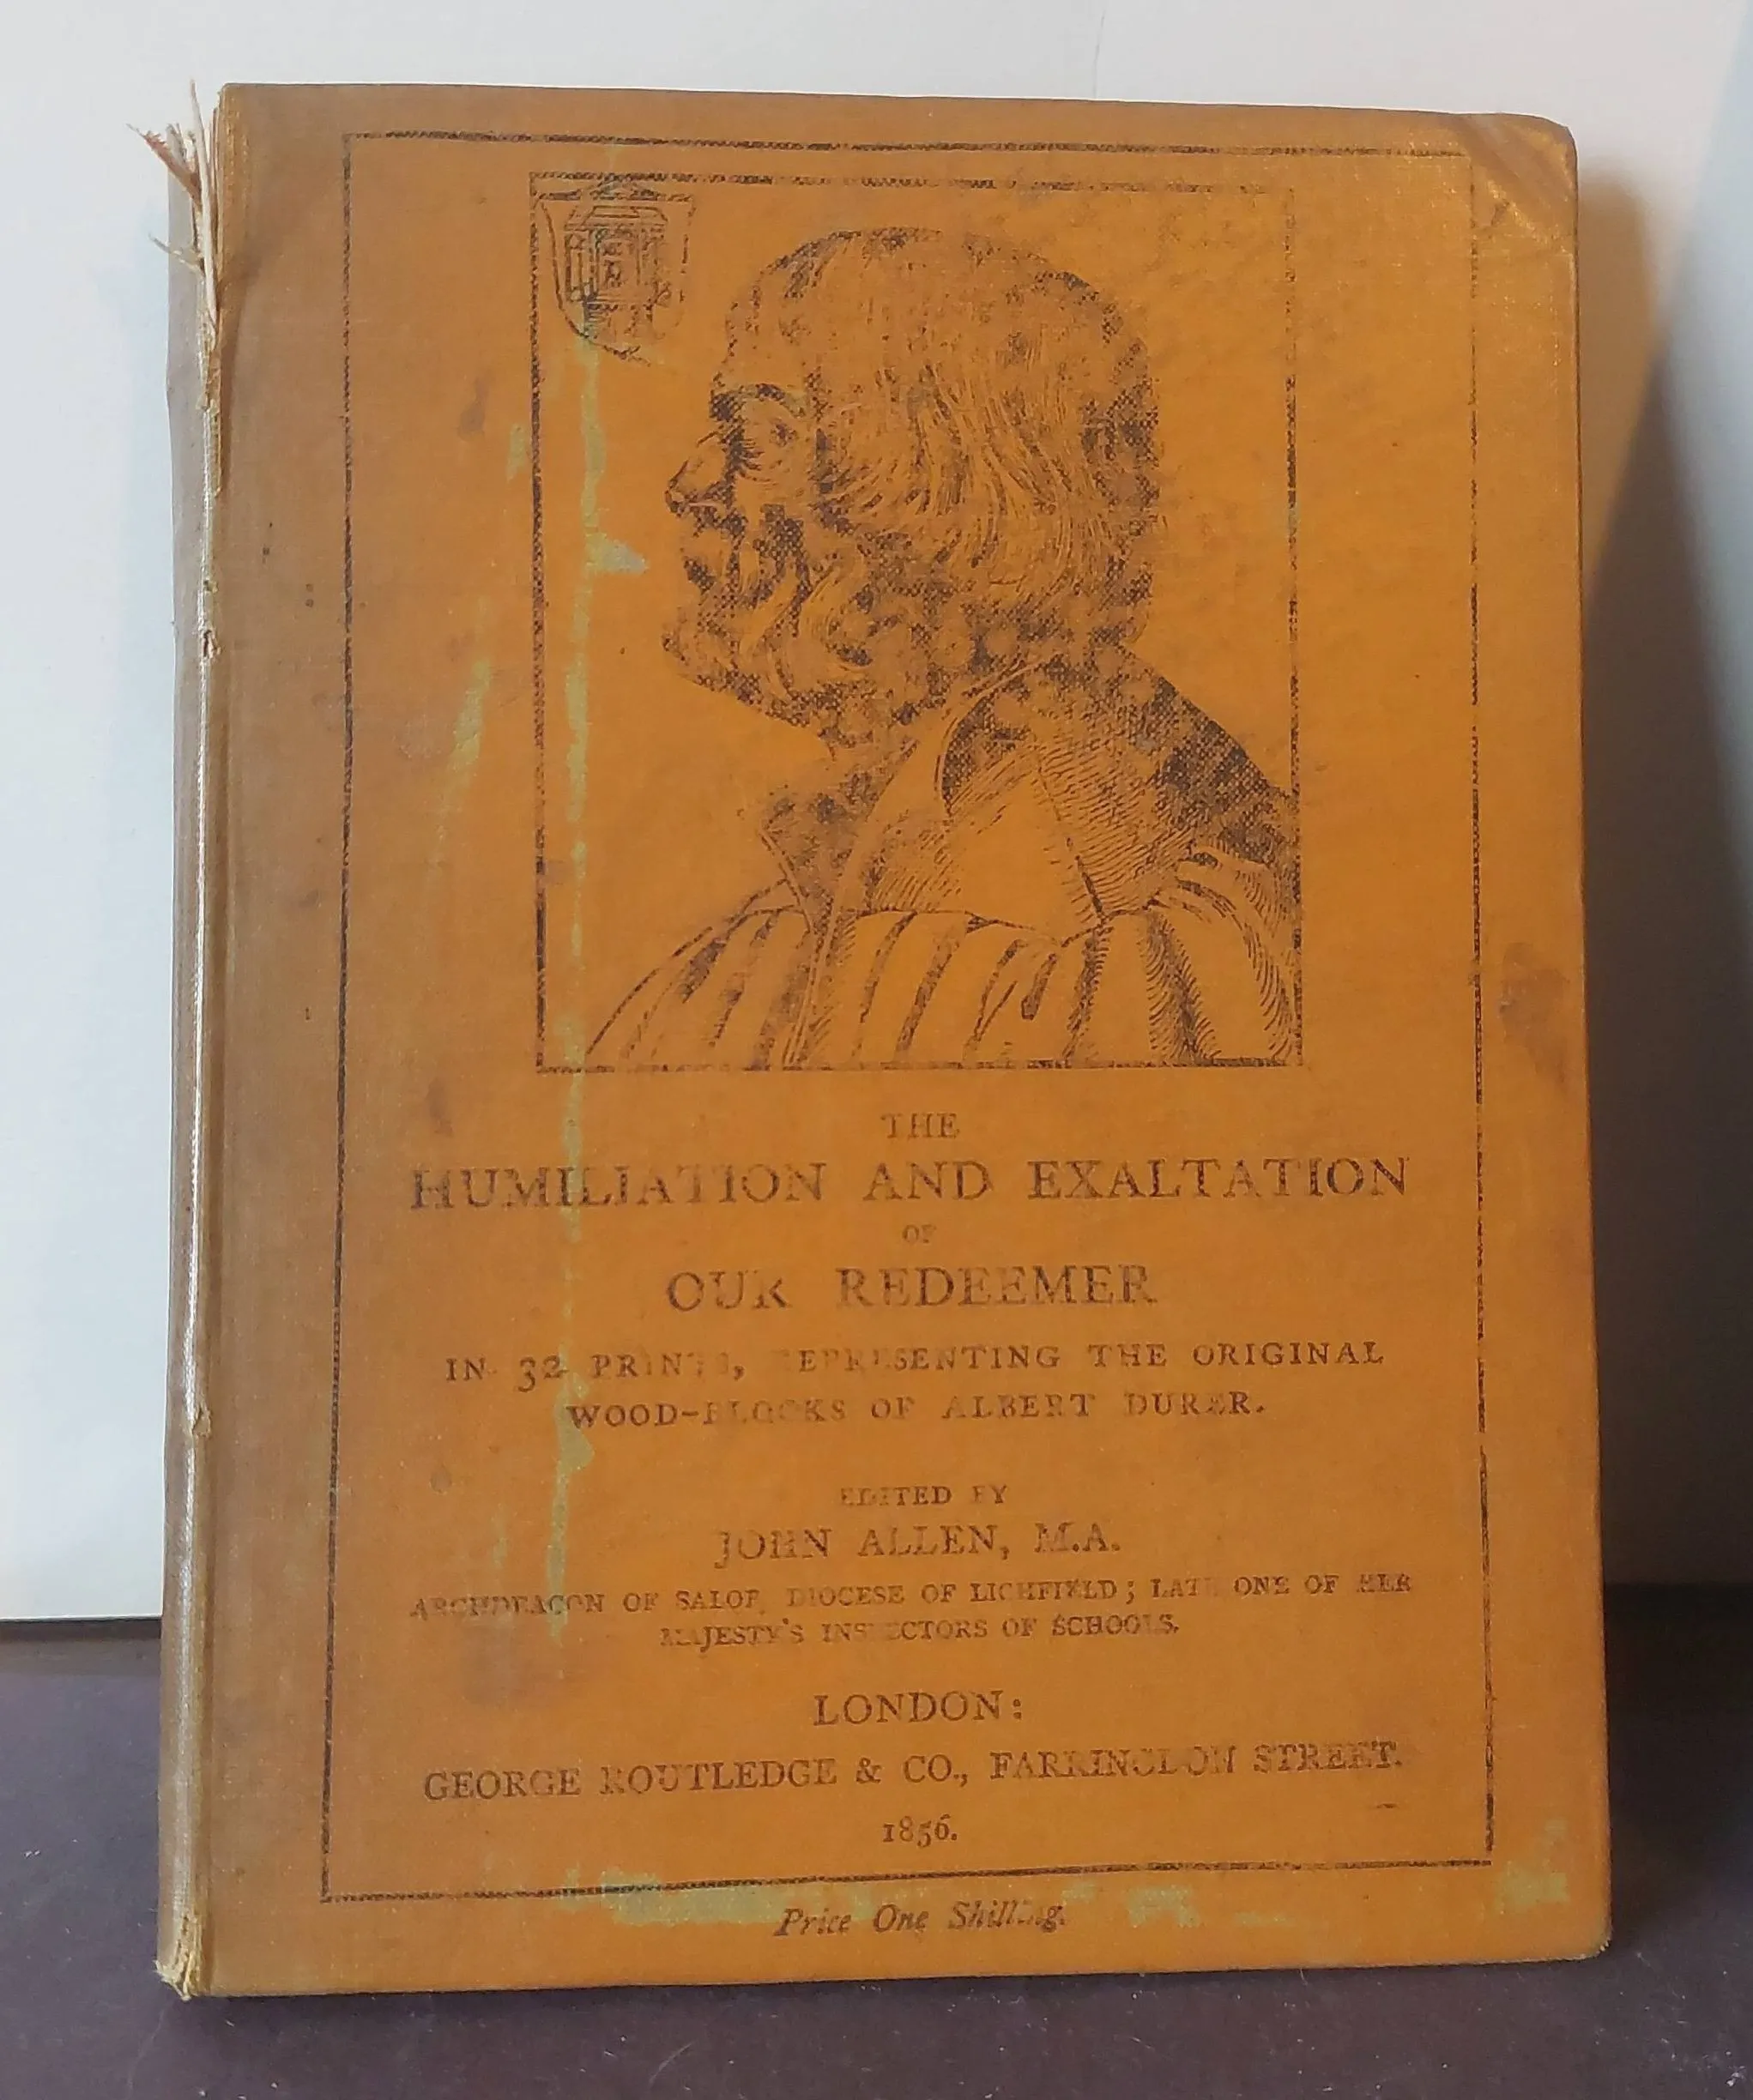 THE
HUMILIATION AND EXALTATION
OF
OUR REDEEMER
IN 32 PRINTS, REPRESENTING THE ORIGINAL
WOOD-BLOCKS OF ALBERT DURER.
EDITED BY
JOHN ALLEN, M.A.
ARCHDEACON OF SALOP, DIOCESE OF LICHFIELD; LATE ONE OF HER
MAJESTY'S INSPECTORS OF SCHOOLS.
LONDON:
GEORGE ROUTLEDGE & CO., FARRINGDON STREET.
1856.
Price One Shilling.